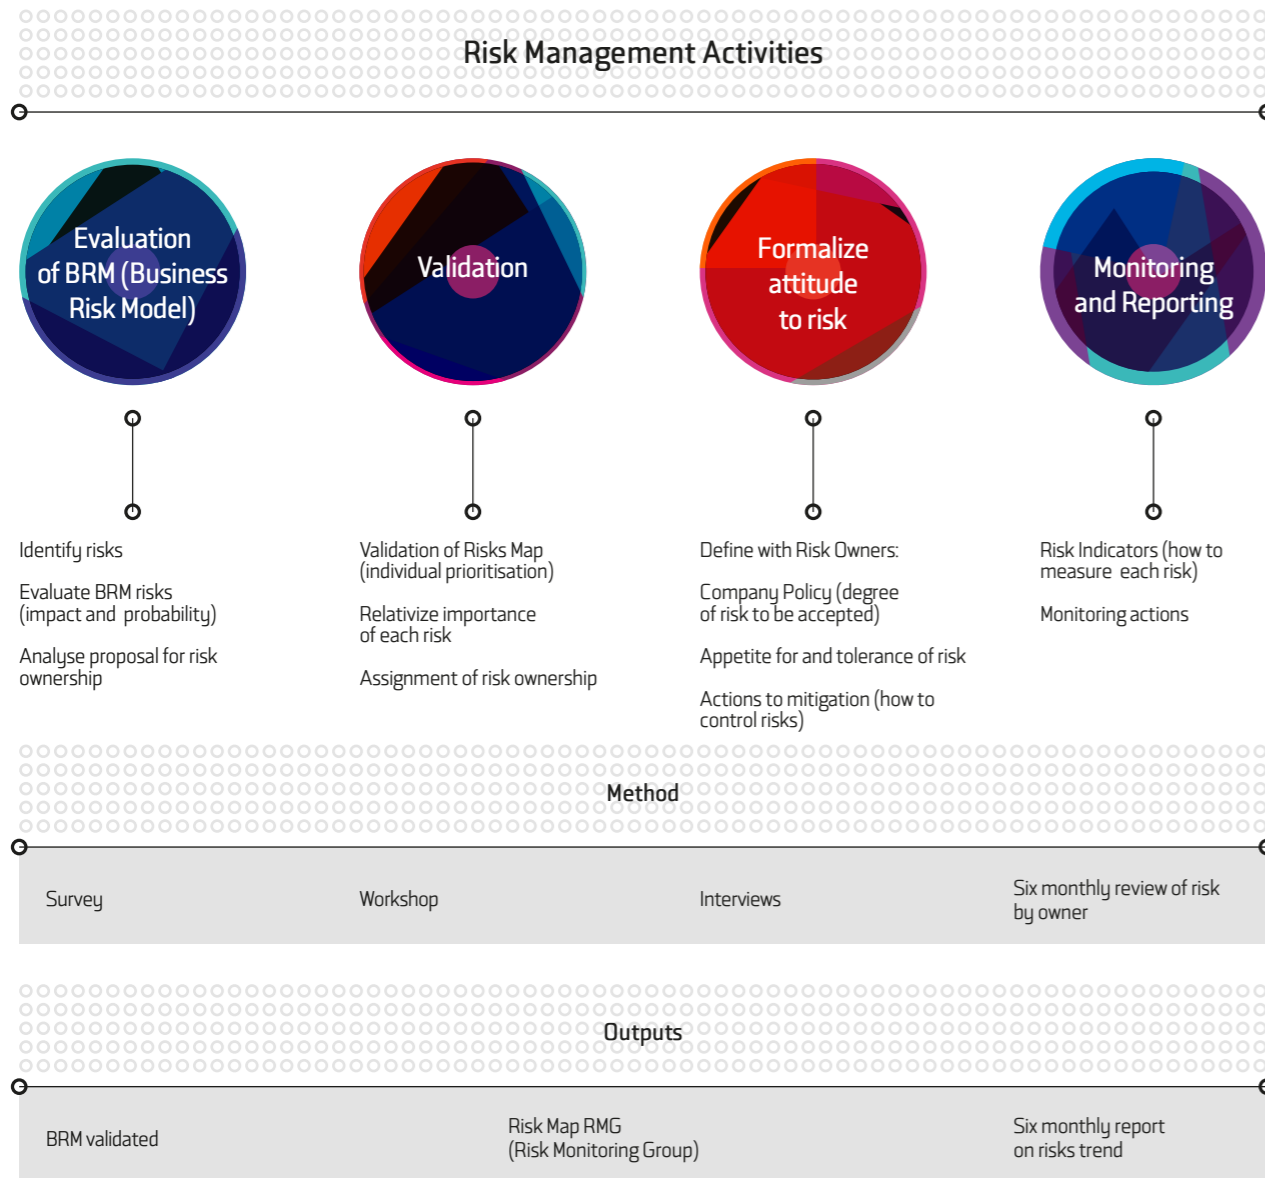 Risk Management Activities
Evaluation
of BRM (Business
Risk Model)
Validation
Formalize
attitude
to risk
Monitoring
and Reporting
Identify risks
Evaluate BRM risks
(impact and probability)
Analyse proposal for risk
ownership
Validation of Risks Map
(individual prioritisation)
Relativize importance
of each risk
Assignment of risk ownership
Define with Risk Owners:
Company Policy (degree
of risk to be accepted)
Appetite for and tolerance of risk
Actions to mitigation (how to
control risks)
Risk Indicators (how to
measure each risk)
Monitoring actions
Method
Survey
Workshop
Interviews
Six monthly review of risk
by owner
Outputs
BRM validated
Risk Map RMG
(Risk Monitoring Group)
Six monthly report
on risks trend